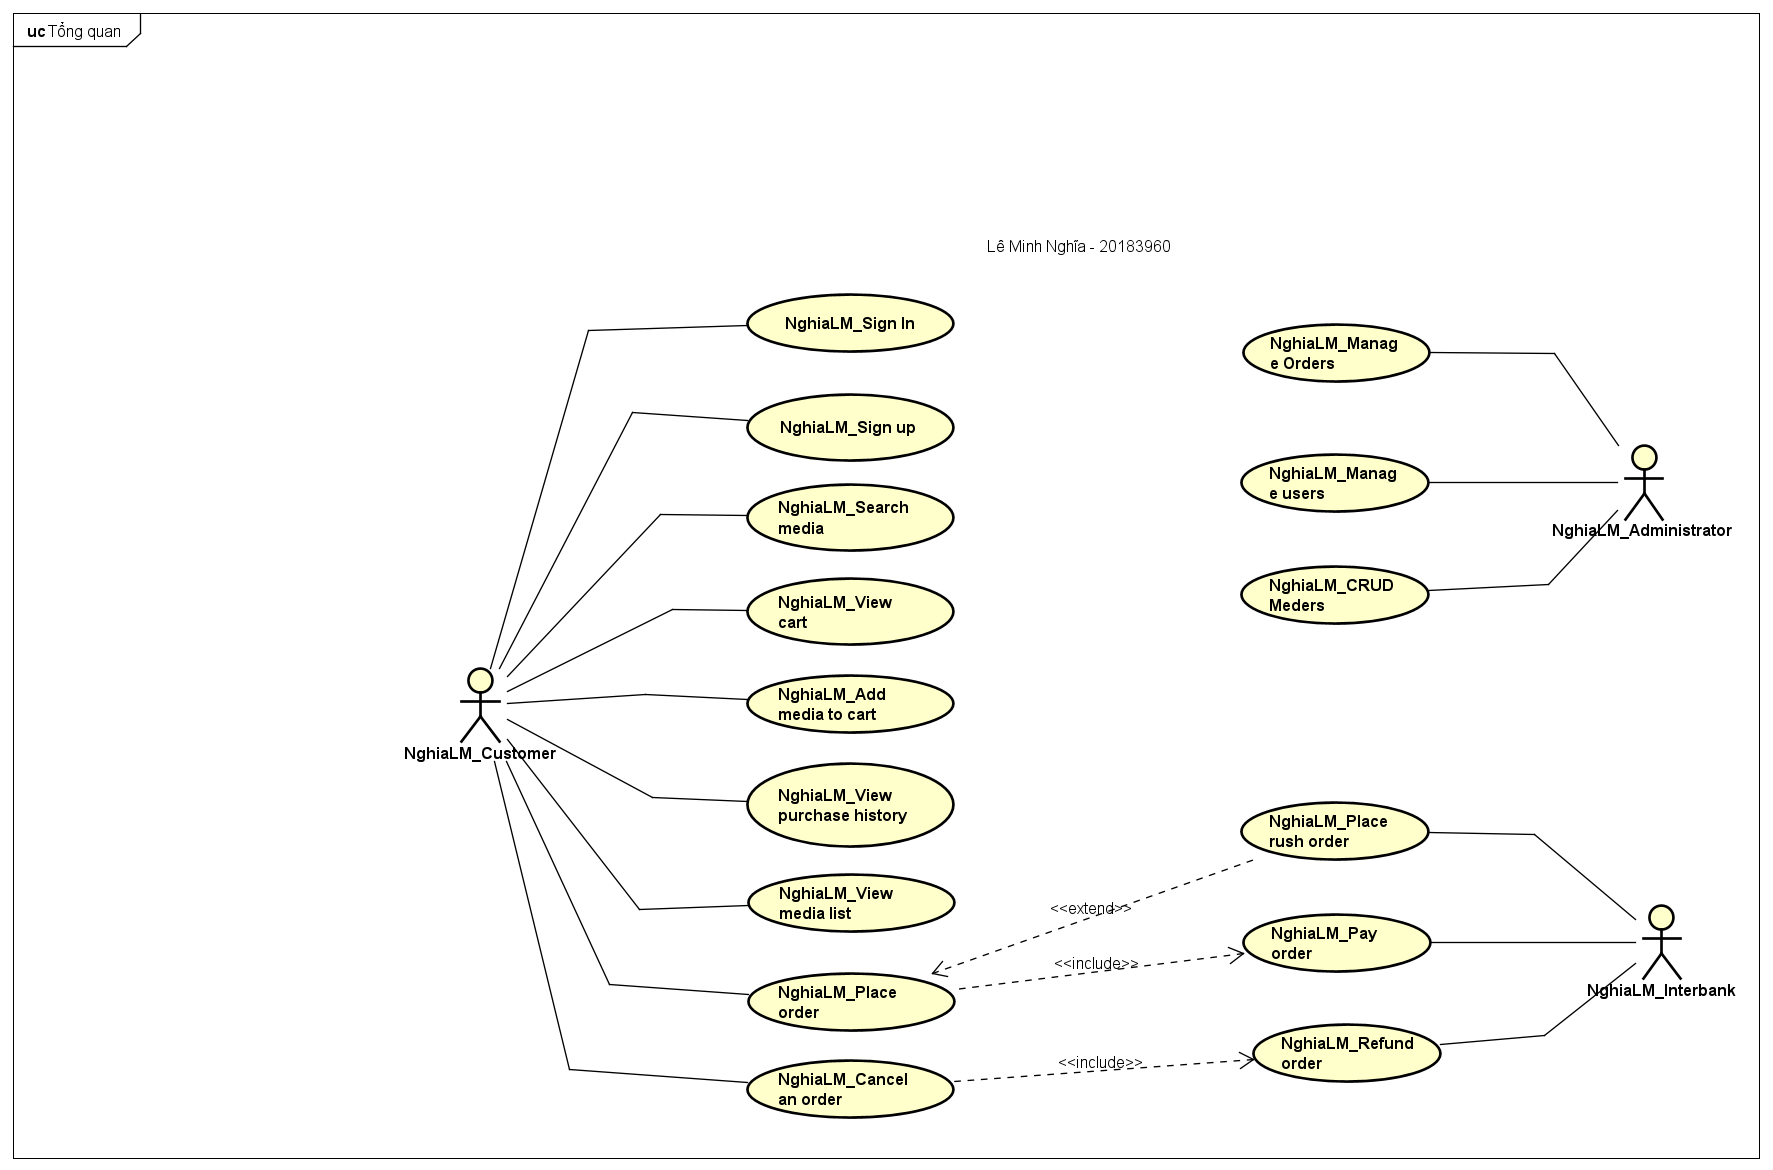 uc Tổng quan
Lê Minh Nghĩa - 20183960
NghiaLM_Sign In
NghiaLM_Sign up
NghiaLM_Search
media
NghiaLM_View
cart
NghiaLM_Add
media to cart
NghiaLM_View
purchase history
NghiaLM_View
media list
NghiaLM_Place
order
NghiaLM_Cancel
an order
NghiaLM_Customer
<<extend>>
<<include>>
<<include>>
NghiaLM_Manag
e Orders
NghiaLM_Manag
e users
NghiaLM_CRUD
Meders
NghiaLM_Administrator
NghiaLM_Place
rush order
NghiaLM_Pay
order
NghiaLM_Refund
order
NghiaLM_Interbank